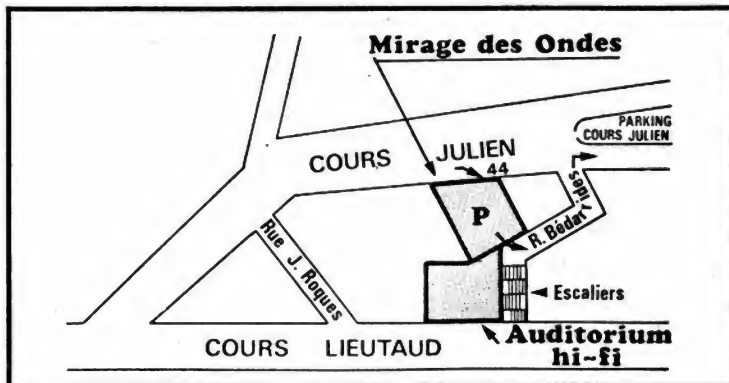 Mirage des Ondes
PARKING
COURS JULIEN
COURS JULIEN
44
P
R. Bédarrides
Rue J. Roques
Escaliers
Auditorium
hi-fi
COURS LIEUTAUD